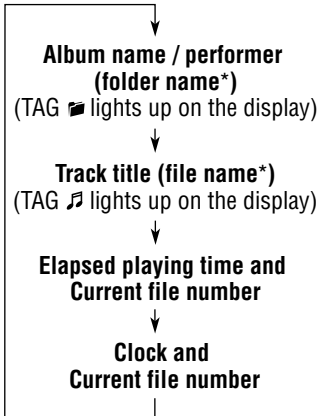 Album name / performer
(folder name*)
(TAG lights up on the display)
Track title (file name*)
(TAG lights up on the display)
Elapsed playing time and
Current file number
Clock and
Current file number